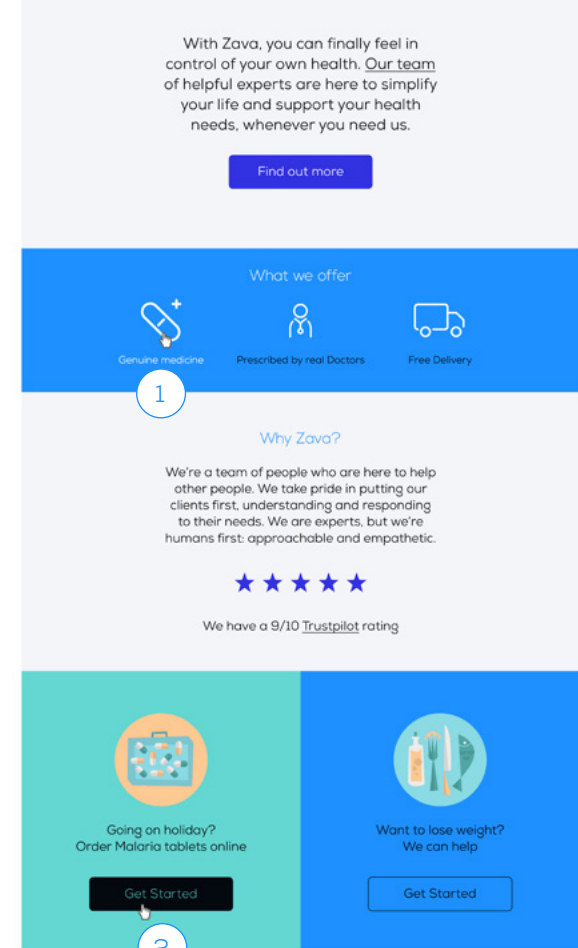 With Zava, you can finally feel in
control of your own health. Our team
of helpful experts are here to simplify
your life and support your health
needs, whenever you need us.
Find out more
What we offer
Genuine medicine
Prescribed by real Doctors
Free Delivery
1
Why Zava?
We're a team of people who are here to help
other people. We take pride in putting our
clients first, understanding and responding
to their needs. We are experts, but we're
humans first: approachable and empathetic.
We have a 9/10 Trustpilot rating
Going on holiday?
Order Malaria tablets online
Get Started
Want to lose weight?
We can help
Get Started